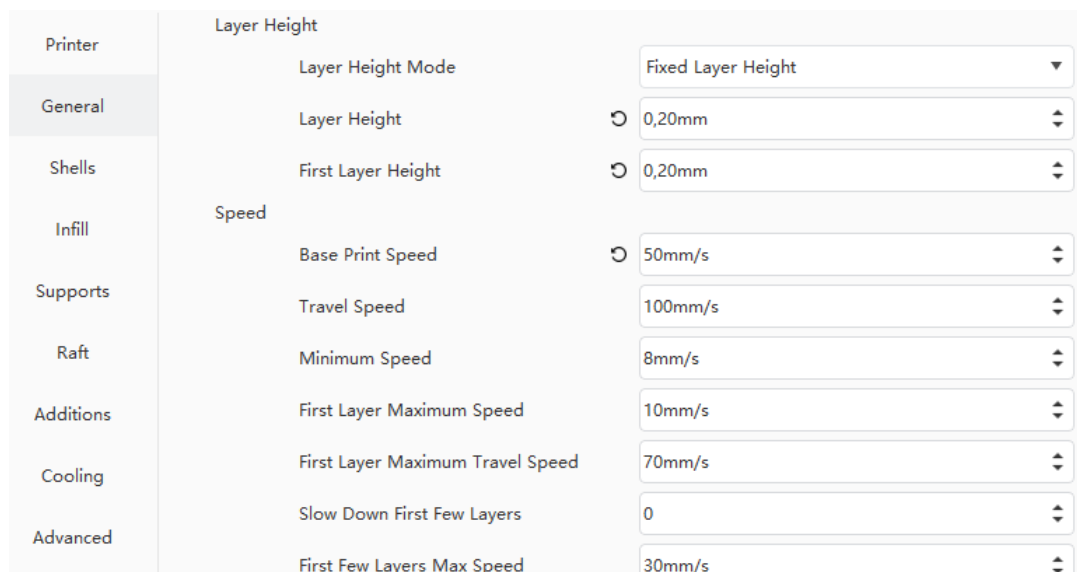 Printer
General
Shells
Infill
Supports
Raft
Additions
Cooling
Advanced
Layer Height
Layer Height Mode Fixed Layer Height
Layer Height 0,20mm
First Layer Height 0,20mm
Speed
Base Print Speed 50mm/s
Travel Speed 100mm/s
Minimum Speed 8mm/s
First Layer Maximum Speed 10mm/s
First Layer Maximum Travel Speed 70mm/s
Slow Down First Few Layers 0
First Few Layers Max Speed 30mm/s